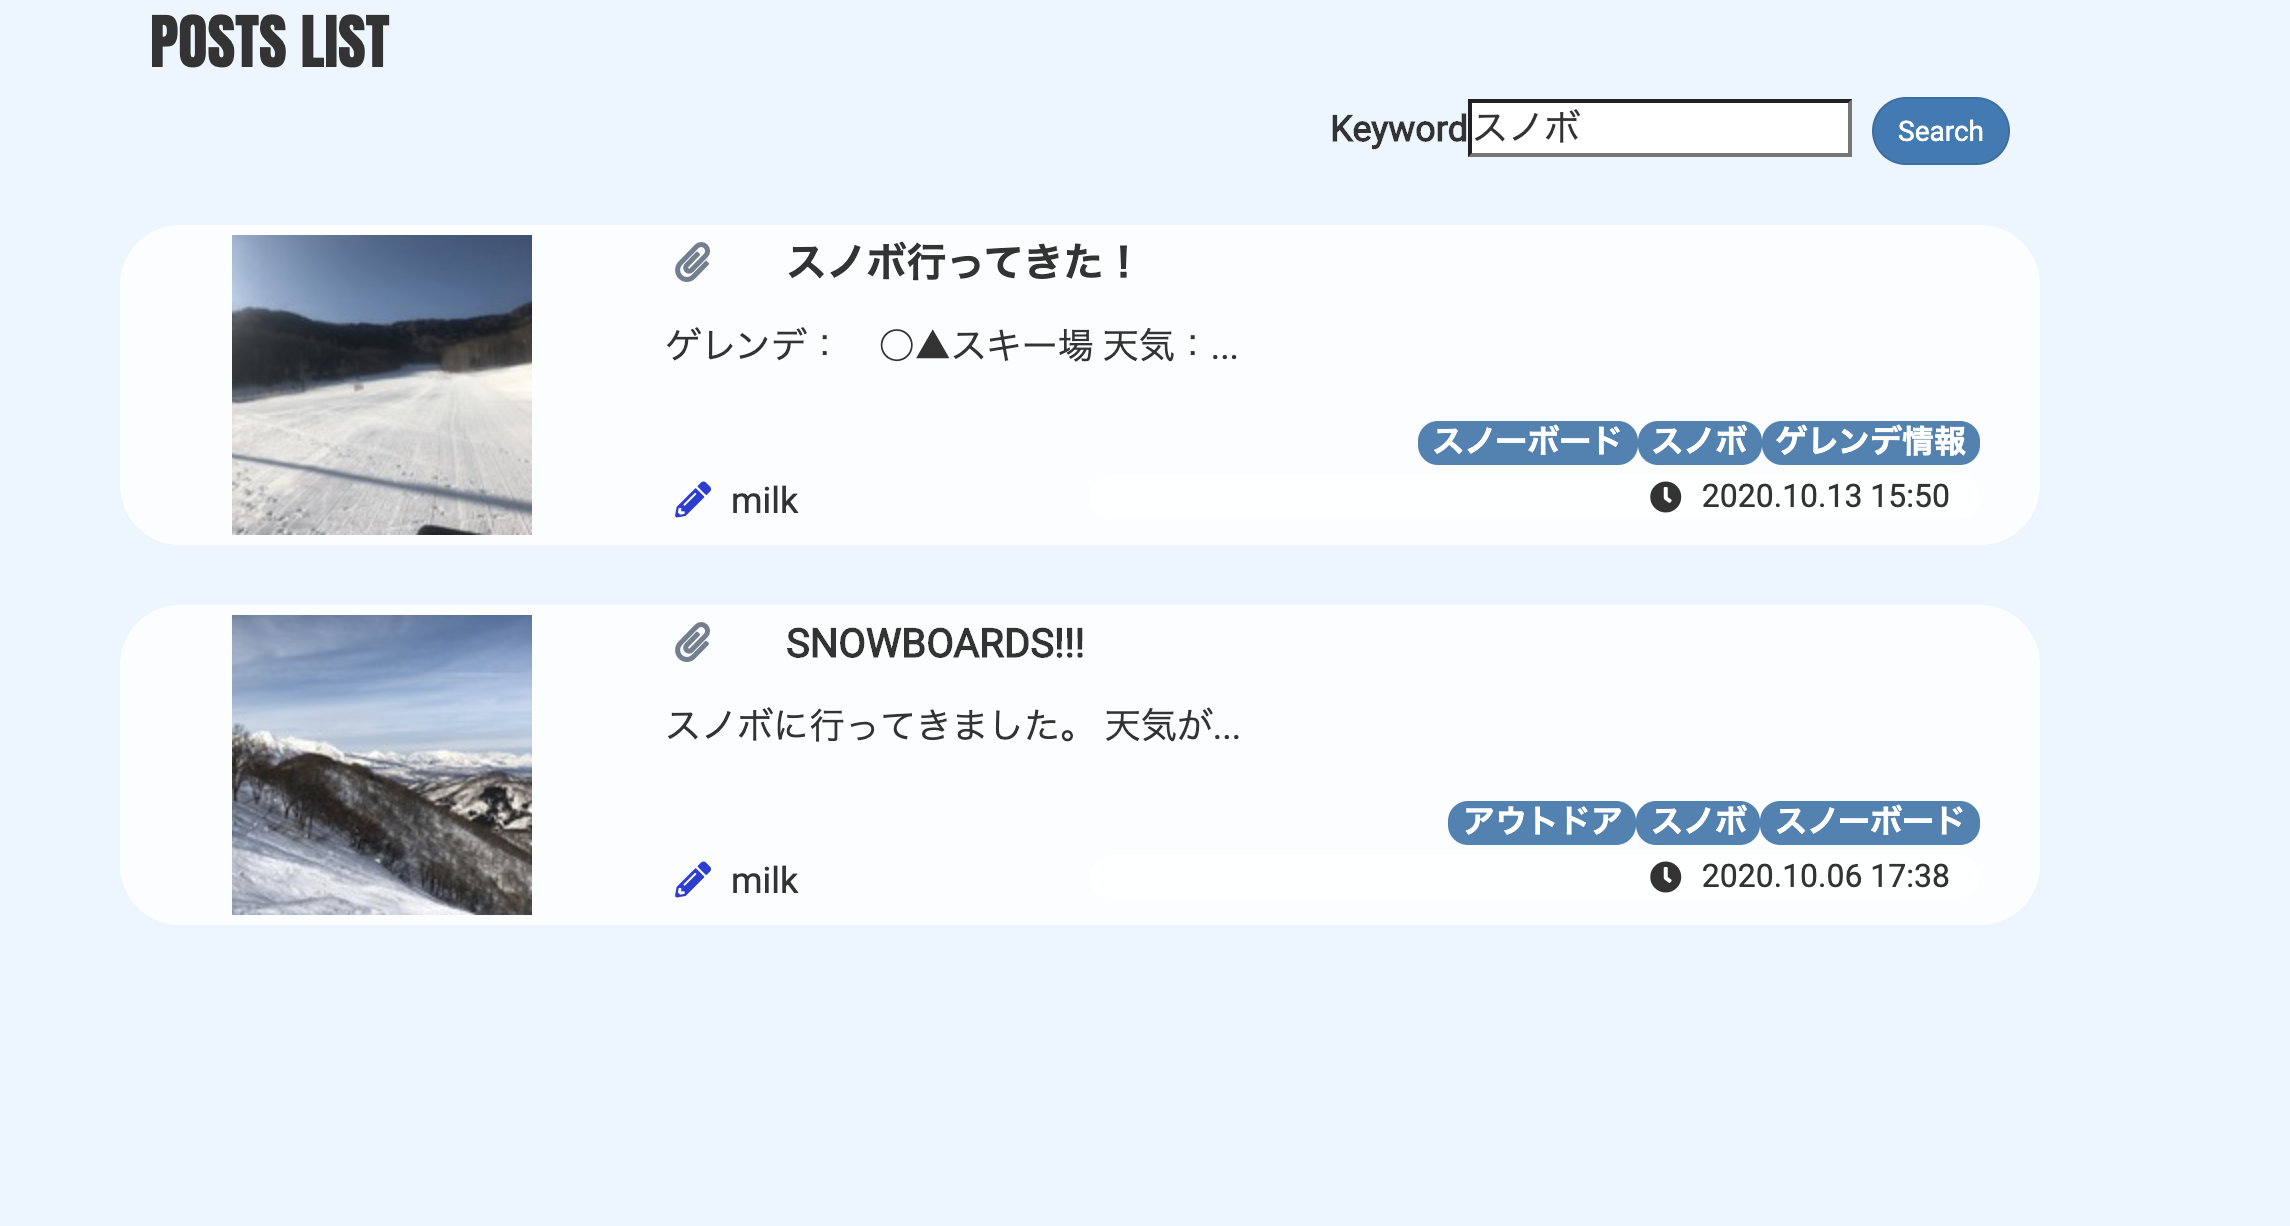 POSTS LIST
Keyword スノボ Search
スノボ行ってきた！
ゲレンデ：　○▲スキー場 天気：...
スノーボード スノボ ゲレンデ情報
milk 2020.10.13 15:50
SNOWBOARDS!!!
スノボに行ってきました。 天気が...
アウトドア スノボ スノーボード
milk 2020.10.06 17:38